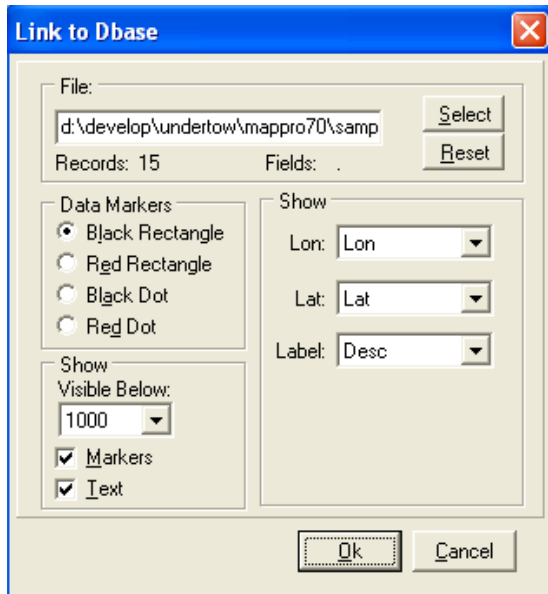 Link to Dbase
File:
d:\develop\undertow\mappro70\samp
Select
Records: 15
Fields: .
Reset
Data Markers
Black Rectangle
Red Rectangle
Black Dot
Red Dot
Show
Lon: Lon
Lat: Lat
Label: Desc
Show
Visible Below:
1000
Markers
Text
Ok
Cancel